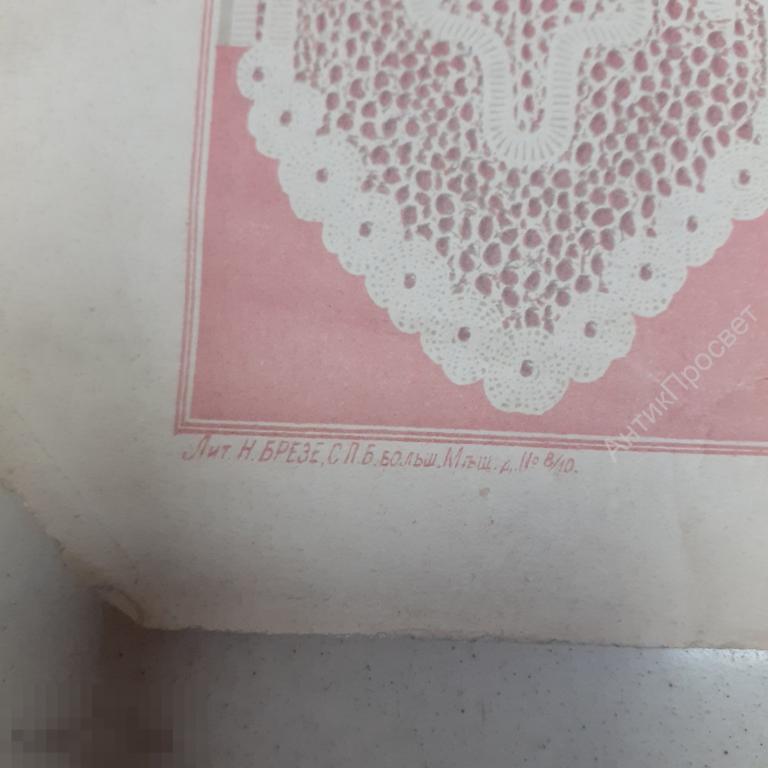 Лит. Н. БРЕЗЕ, С П.Б. БОЛЬШ. Мѣщ. д. № 8/10.
АнтикПросвет